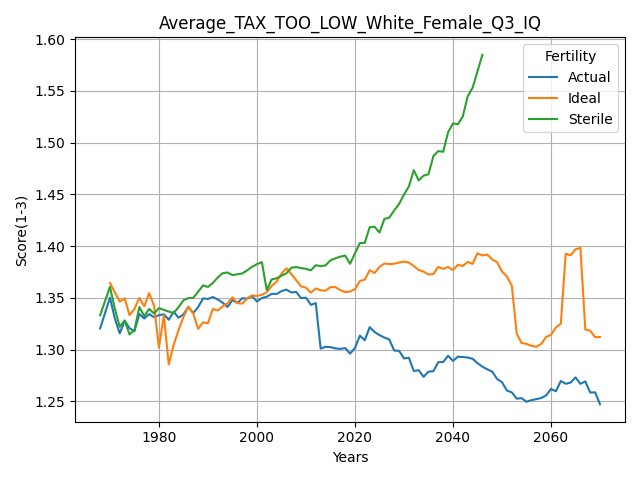 Average_TAX_TOO_LOW_White_Female_Q3_IQ
Score(1-3)
1.60
1.55
1.50
1.45
1.40
1.35
1.30
1.25
Fertility
Actual
Ideal
Sterile
1980
2000
2020
2040
2060
Years